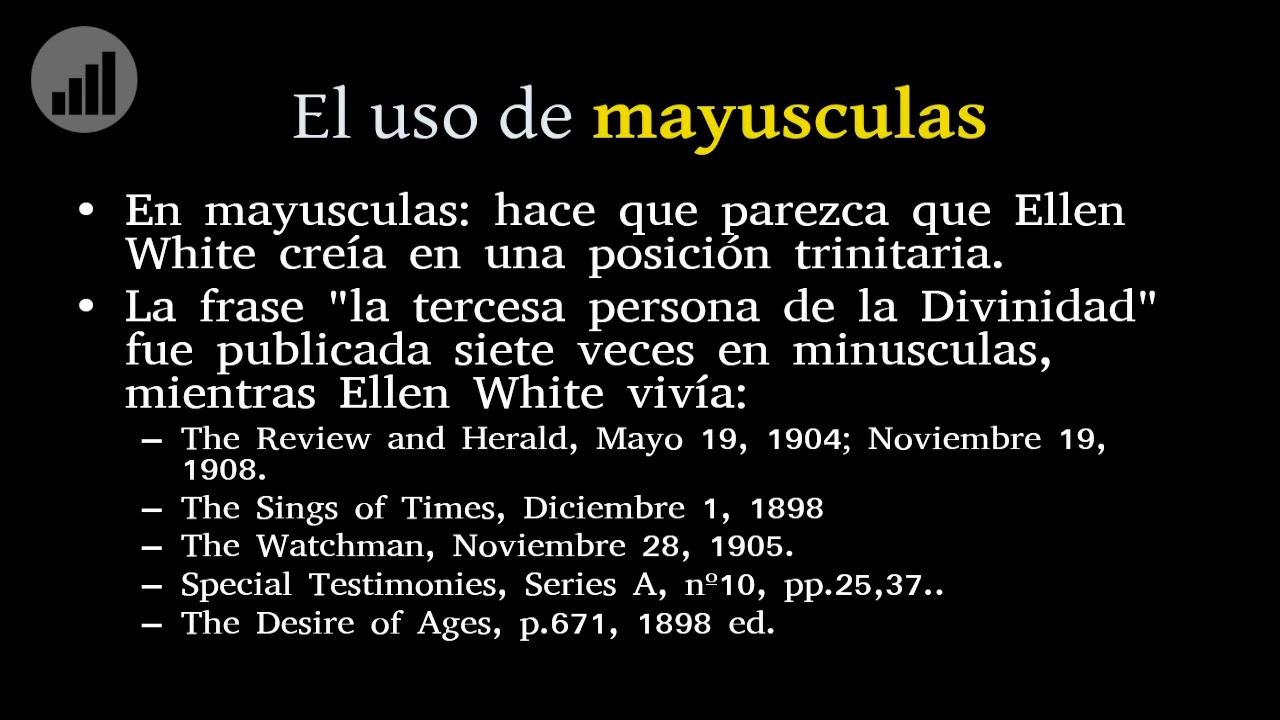 El uso de mayusculas
• En mayusculas: hace que parezca que Ellen
White creía en una posición trinitaria.
• La frase "la tercesa persona de la Divinidad"
fue publicada siete veces en minusculas,
mientras Ellen White vivía:
– The Review and Herald, Mayo 19, 1904; Noviembre 19,
1908.
– The Sings of Times, Diciembre 1, 1898
– The Watchman, Noviembre 28, 1905.
– Special Testimonies, Series A, nº10, pp.25,37..
– The Desire of Ages, p.671, 1898 ed.